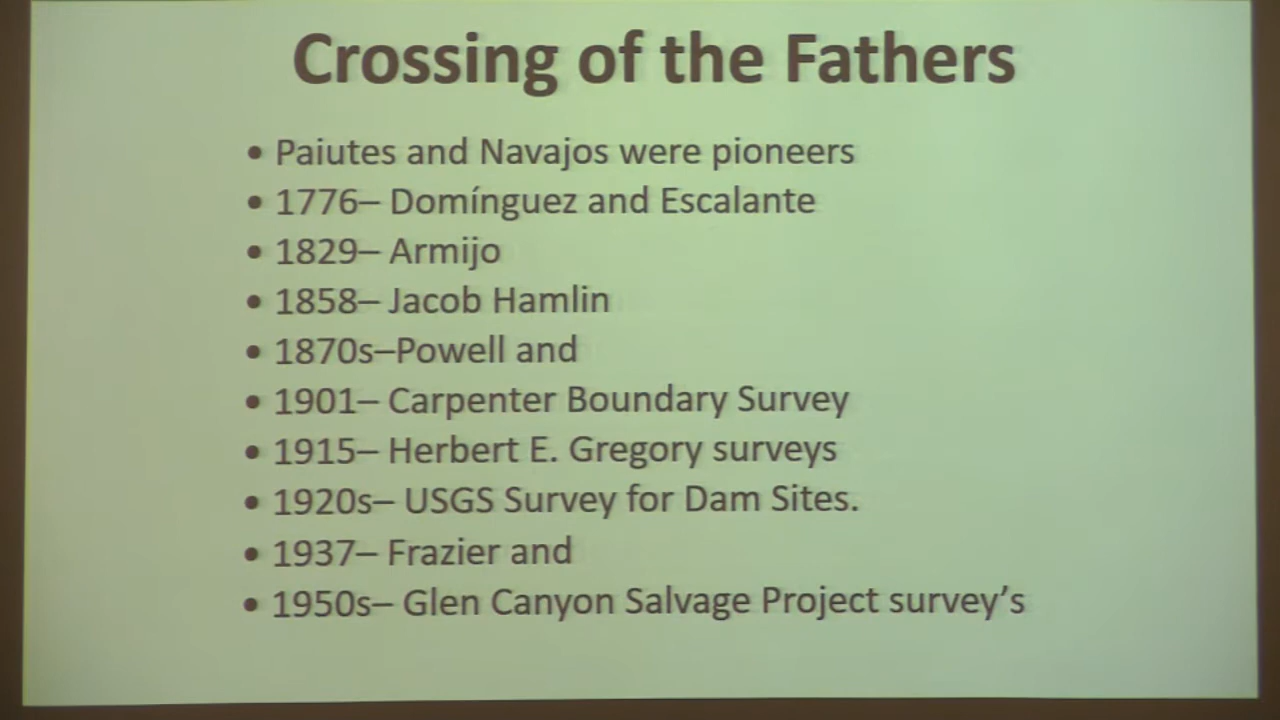 Crossing of the Fathers
• Paiutes and Navajos were pioneers
• 1776– Domínguez and Escalante
• 1829– Armijo
• 1858– Jacob Hamlin
• 1870s–Powell and
• 1901– Carpenter Boundary Survey
• 1915– Herbert E. Gregory surveys
• 1920s– USGS Survey for Dam Sites.
• 1937– Frazier and
• 1950s– Glen Canyon Salvage Project survey’s